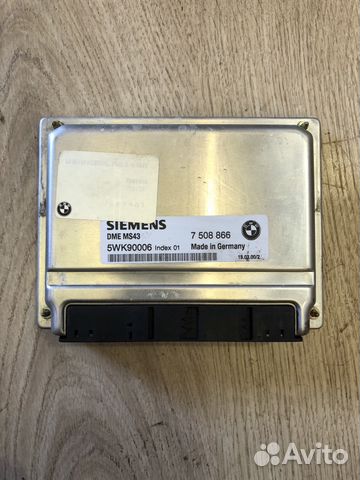 SIEMENS
DME MS43
7 508 866
5WK90006 Index 01
Made in Germany
Avito